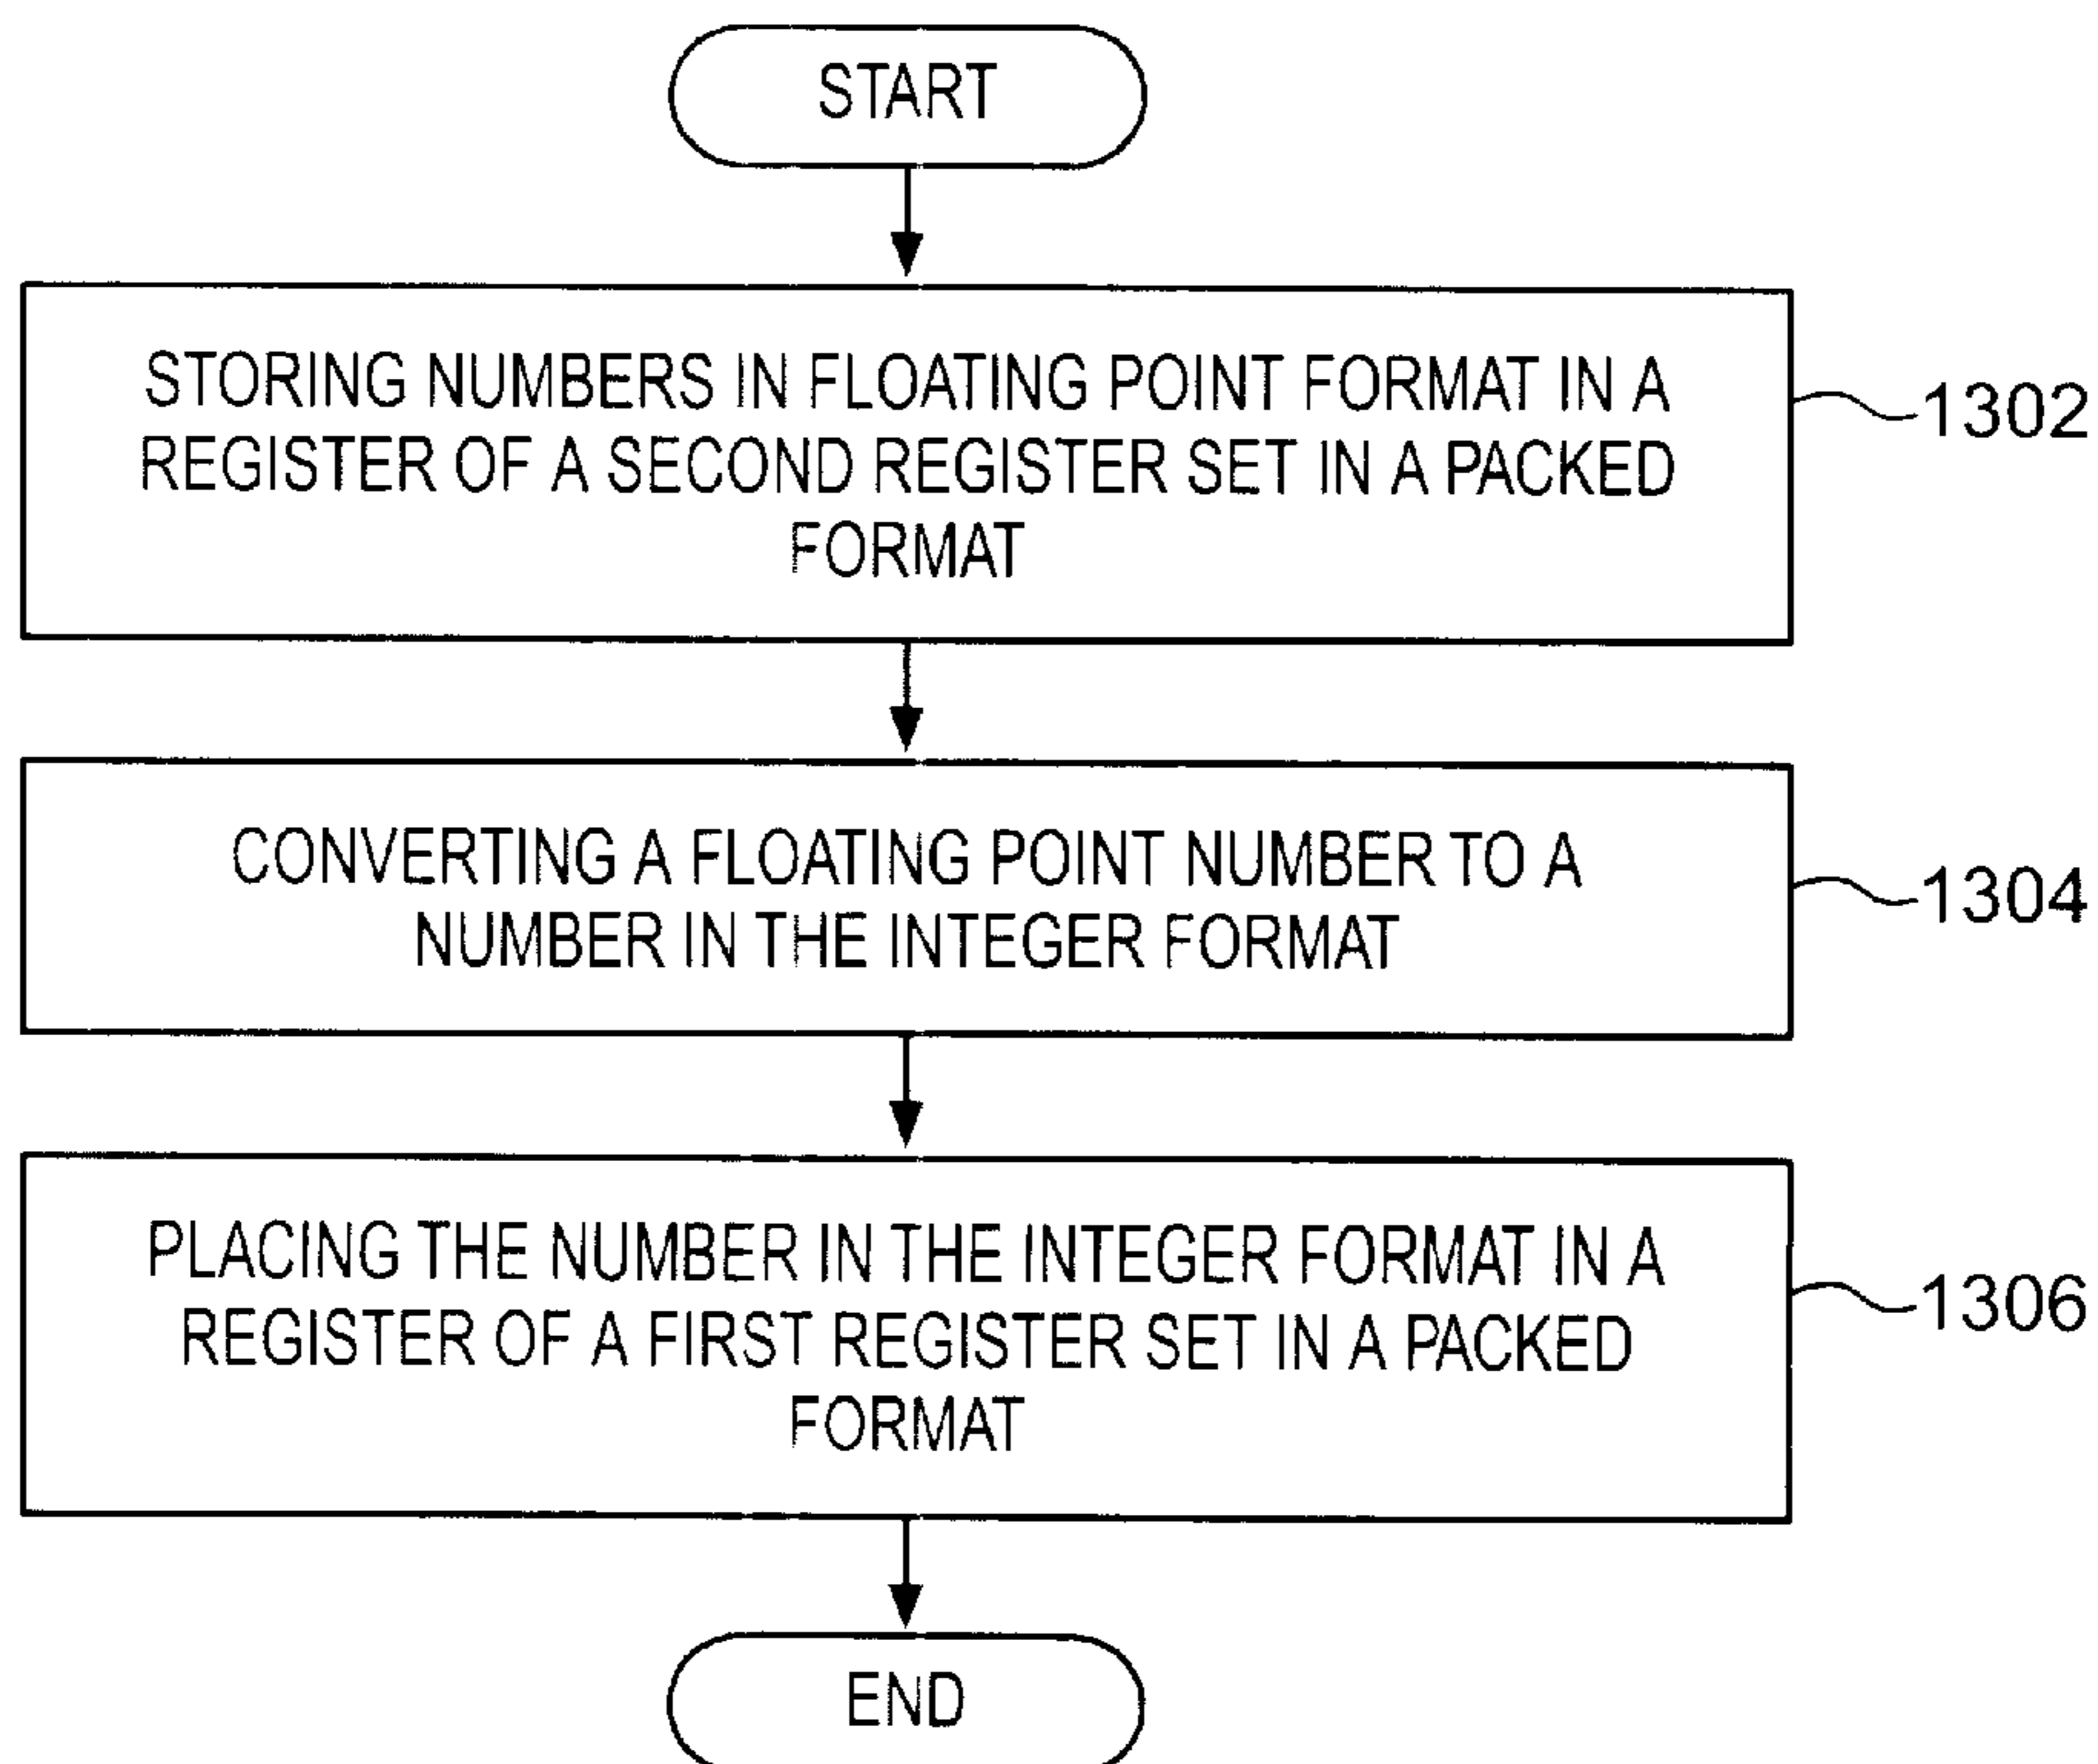 START
STORING NUMBERS IN FLOATING POINT FORMAT IN A
REGISTER OF A SECOND REGISTER SET IN A PACKED
FORMAT
1302
CONVERTING A FLOATING POINT NUMBER TO A
NUMBER IN THE INTEGER FORMAT
1304
PLACING THE NUMBER IN THE INTEGER FORMAT IN A
REGISTER OF A FIRST REGISTER SET IN A PACKED
FORMAT
1306
END